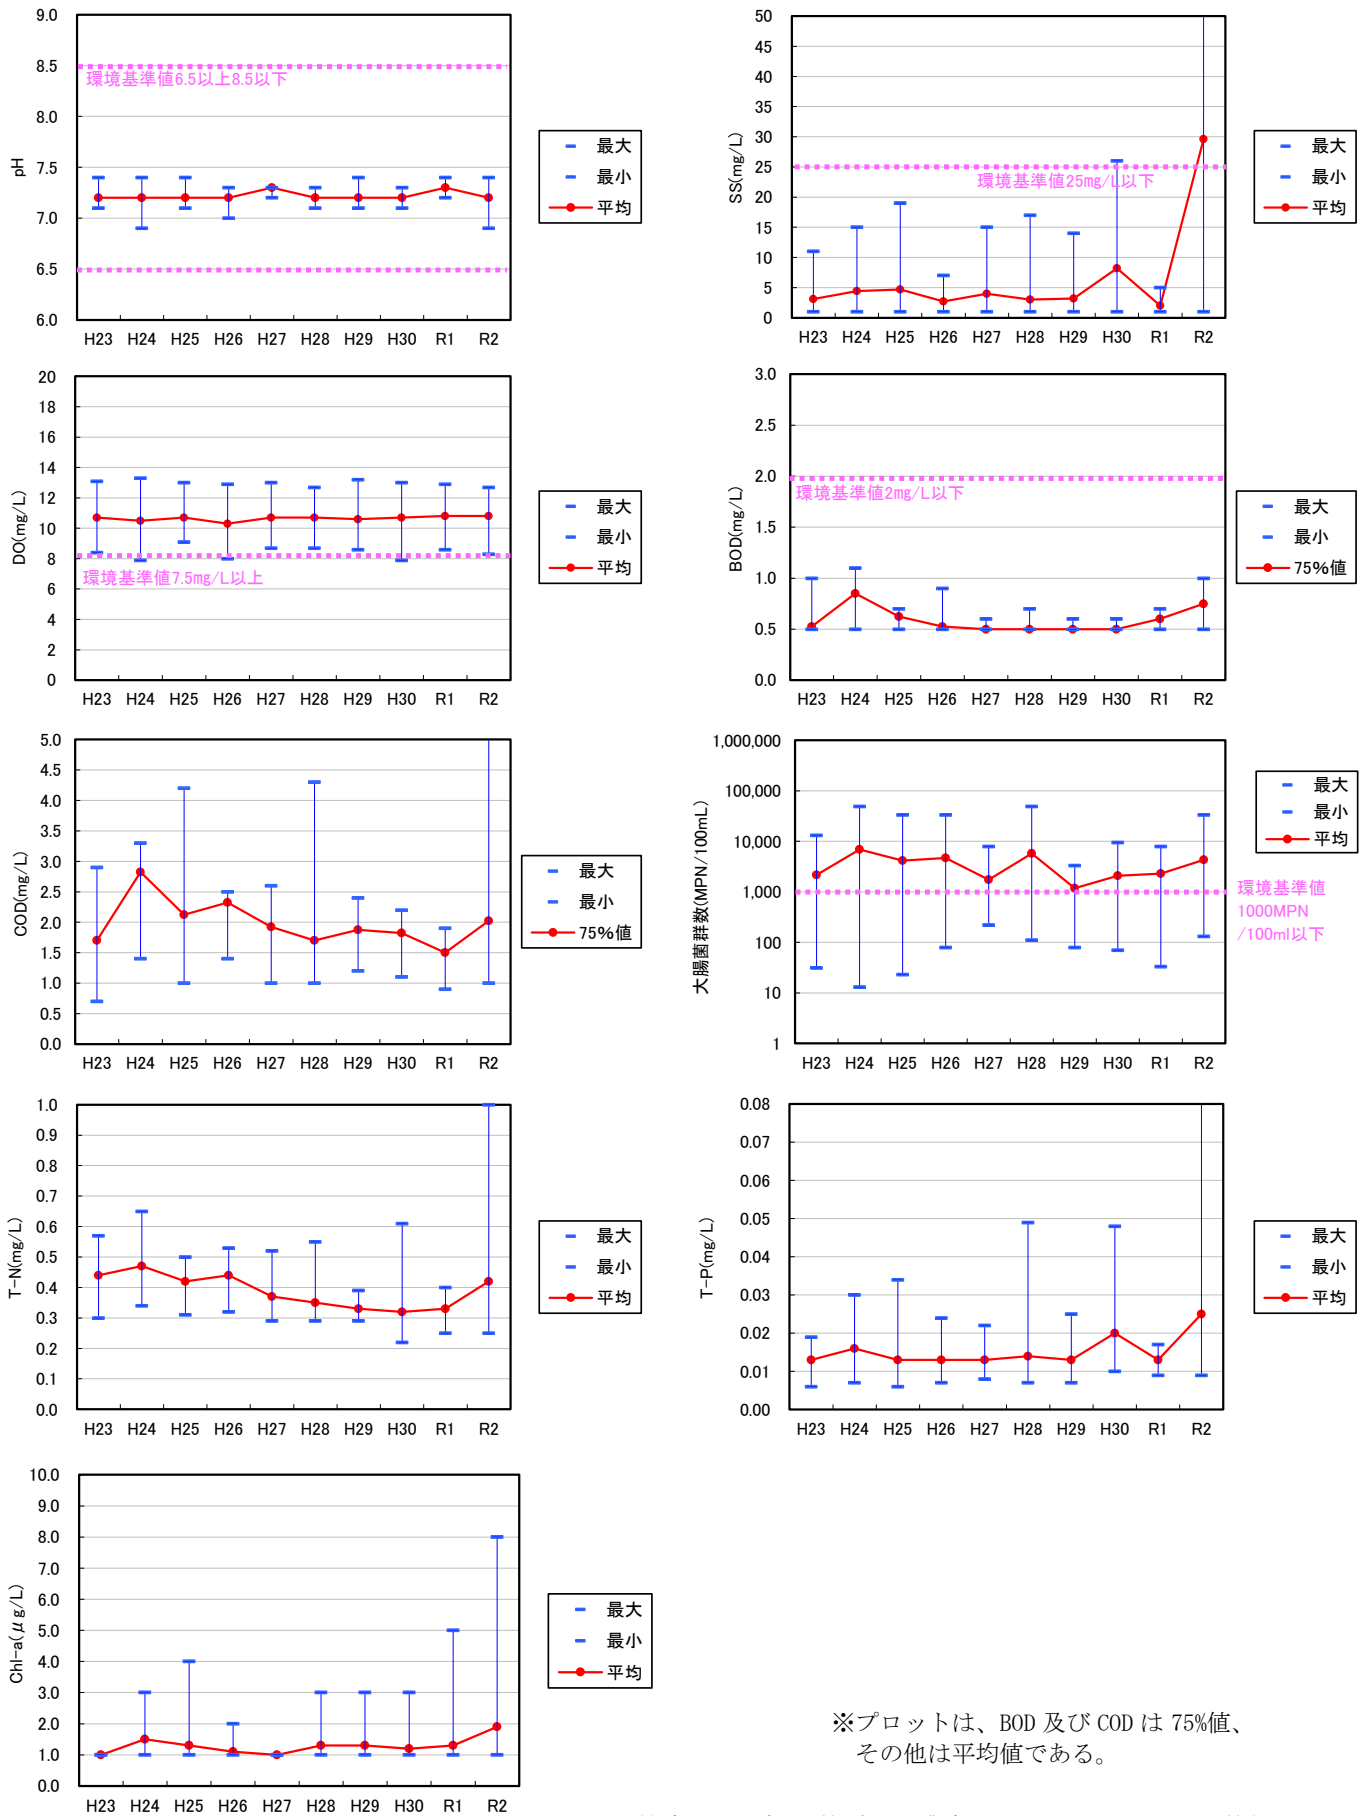 9.0
8.5
8.0
7.5
7.0
6.5
6.0
pH
環境基準値6.5以上8.5以下
H23 H24 H25 H26 H27 H28 H29 H30 R1 R2
最大
最小
平均
50
45
40
35
30
25
20
15
10
5
0
SS(mg/L)
環境基準値25mg/L以下
H23 H24 H25 H26 H27 H28 H29 H30 R1 R2
最大
最小
平均
20
18
16
14
12
10
8
6
4
2
0
DO(mg/L)
環境基準値7.5mg/L以上
H23 H24 H25 H26 H27 H28 H29 H30 R1 R2
最大
最小
平均
3.0
2.5
2.0
1.5
1.0
0.5
0.0
BOD(mg/L)
環境基準値2mg/L以下
H23 H24 H25 H26 H27 H28 H29 H30 R1 R2
最大
最小
75%値
5.0
4.5
4.0
3.5
3.0
2.5
2.0
1.5
1.0
0.5
0.0
COD(mg/L)
H23 H24 H25 H26 H27 H28 H29 H30 R1 R2
最大
最小
75%値
1,000,000
100,000
10,000
1,000
100
10
1
大腸菌群数(MPN/100mL)
H23 H24 H25 H26 H27 H28 H29 H30 R1 R2
最大
最小
平均
環境基準値
1000MPN
/100ml以下
1.0
0.9
0.8
0.7
0.6
0.5
0.4
0.3
0.2
0.1
0.0
T-N(mg/L)
H23 H24 H25 H26 H27 H28 H29 H30 R1 R2
最大
最小
平均
0.08
0.07
0.06
0.05
0.04
0.03
0.02
0.01
0.00
T-P(mg/L)
H23 H24 H25 H26 H27 H28 H29 H30 R1 R2
最大
最小
平均
10.0
9.0
8.0
7.0
6.0
5.0
4.0
3.0
2.0
1.0
0.0
Chl-a(μg/L)
H23 H24 H25 H26 H27 H28 H29 H30 R1 R2
最大
最小
平均
※プロットは、BOD 及び COD は 75%値、
その他は平均値である。